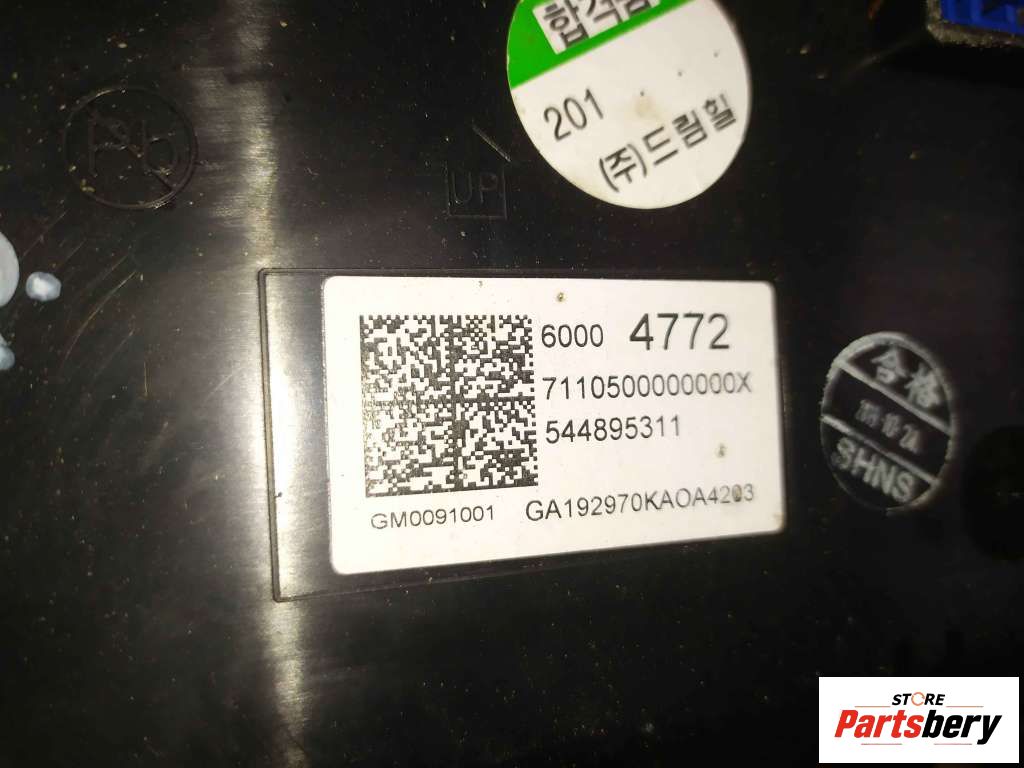 합격품
201
(주)드림힐
Pb
UP
6000 4772
7110500000000X
544895311
GM0091001 GA192970KAOA4203
合格
SHNS
STORE
Partsbery